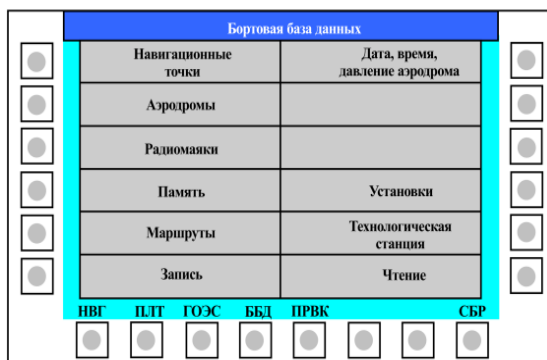 Бортовая база данных
Навигационные
точки
Дата, время,
давление аэродрома
Аэродромы
Радиомаяки
Память
Установки
Маршруты
Технологическая
станция
Запись
Чтение
НВГ ПЛТ ГОЭС ББД ПРВК СБР